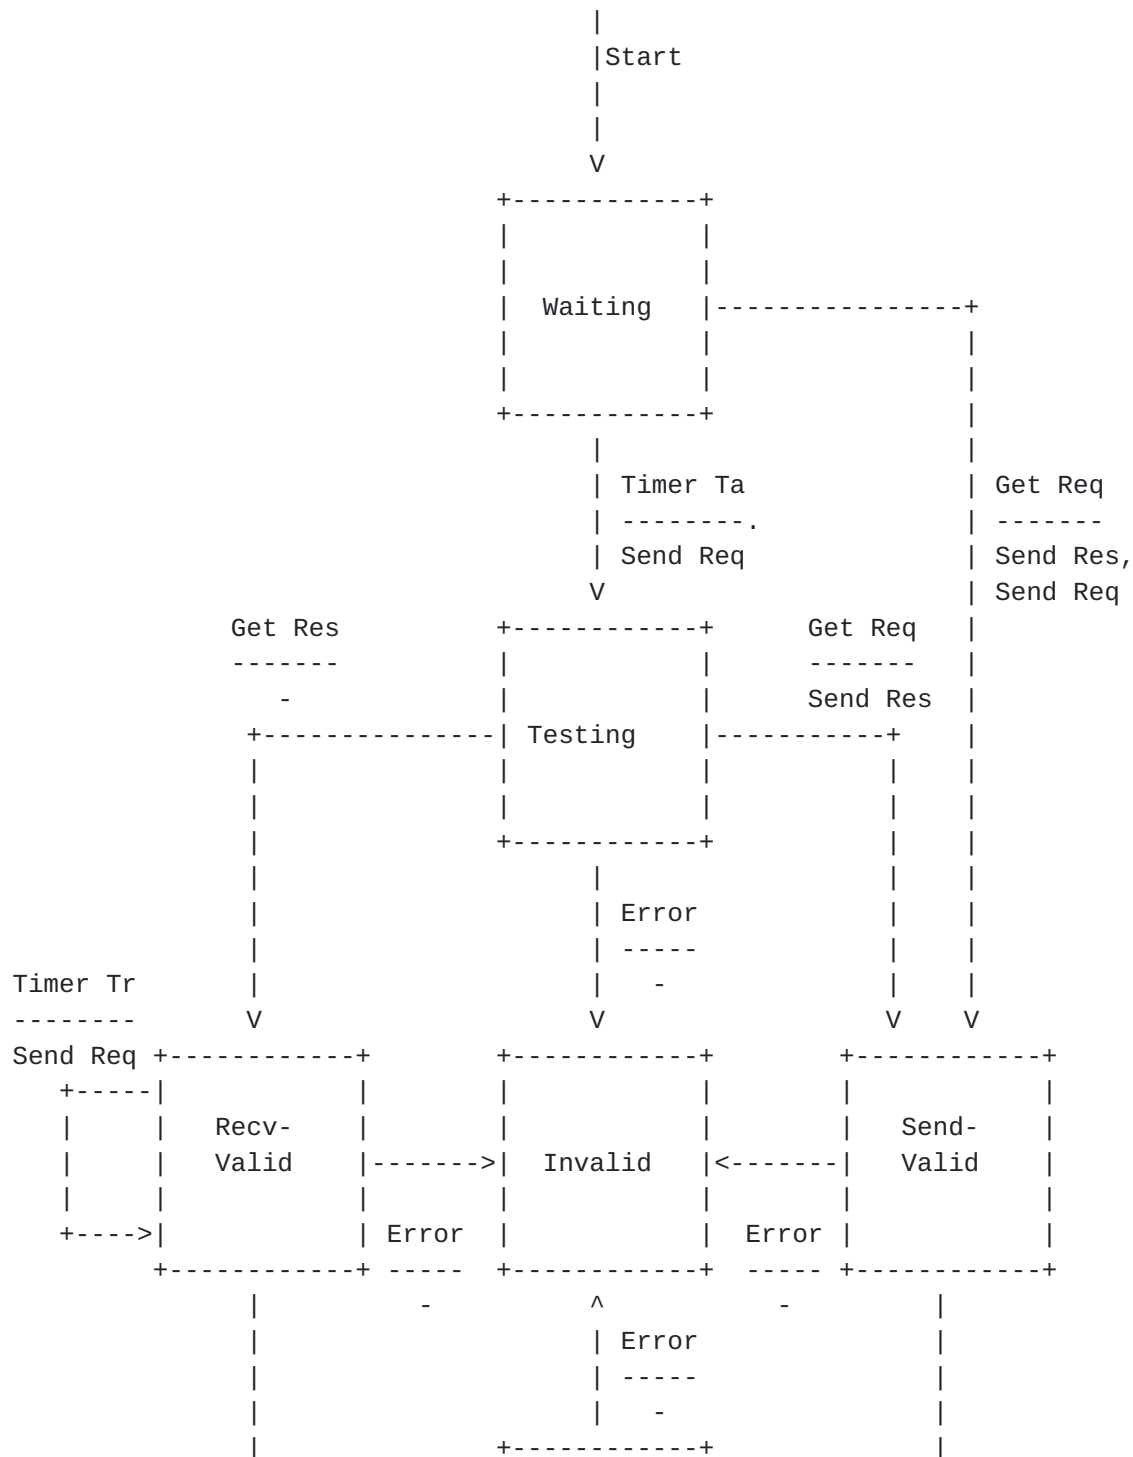 |
|Start
|
|
V
+------------+
|            |
|            |
|  Waiting   |----------------+
|            |                |
|            |                |
+------------+                |
|                       |
| Timer Ta              | Get Req
| --------.             | -------
| Send Req              | Send Res,
V                       | Send Req
Get Res          +------------+      Get Req   |
-------          |            |      -------   |
-            |            |      Send Res  |
+---------------| Testing    |-----------+    |
|               |            |           |    |
|               |            |           |    |
|               +------------+           |    |
|                     |                  |    |
|                     | Error            |    |
|                     | -----            |    |
Timer Tr       |                     |   -              |    |
--------       V                     V                  V    V
Send Req +------------+        +------------+        +------------+
+-----|            |        |            |        |            |
|     |   Recv-    |        |            |        |   Send-    |
|     |   Valid    |------->|  Invalid   |<-------|   Valid    |
|     |            |        |            |        |            |
+---->|            | Error  |            |  Error |            |
+------------+ -----  +------------+  ----- +------------+
|          -          ^           -         |
|                     | Error               |
|                     | -----               |
|                     |   -                 |
|               +------------+              |